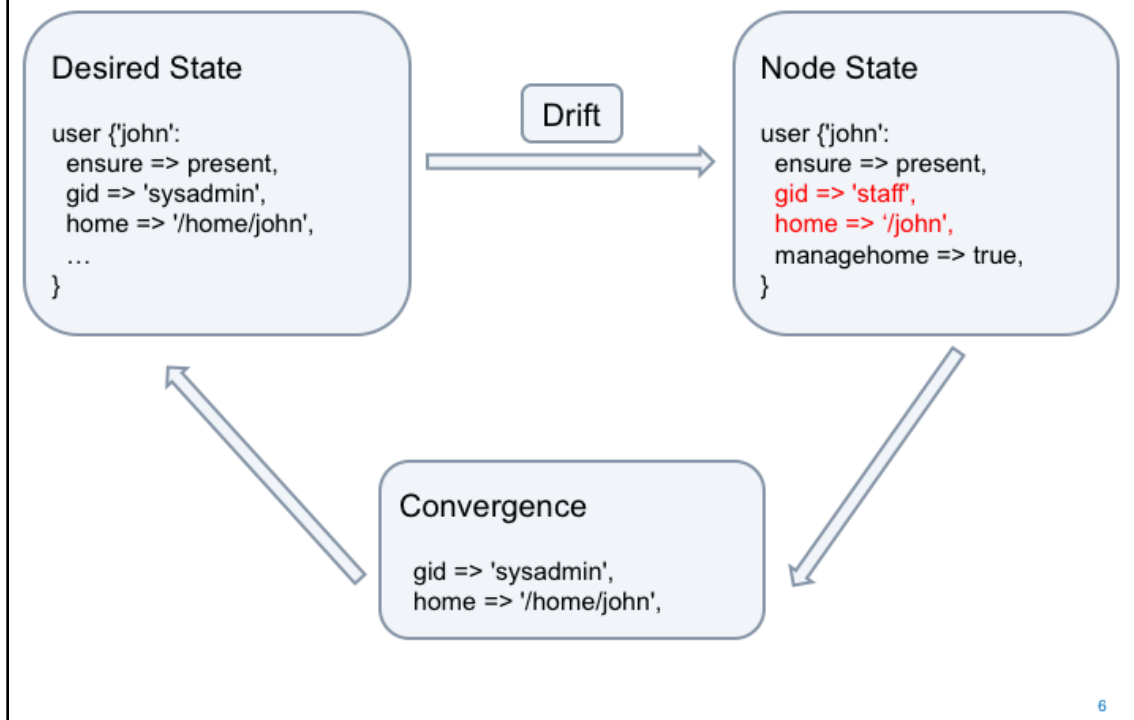 Desired State
user {'john':
ensure => present,
gid => 'sysadmin',
home => '/home/john',
…
}
Drift
Node State
user {'john':
ensure => present,
gid => 'staff',
home => ‘/john',
managehome => true,
}
Convergence
gid => 'sysadmin',
home => '/home/john',
6